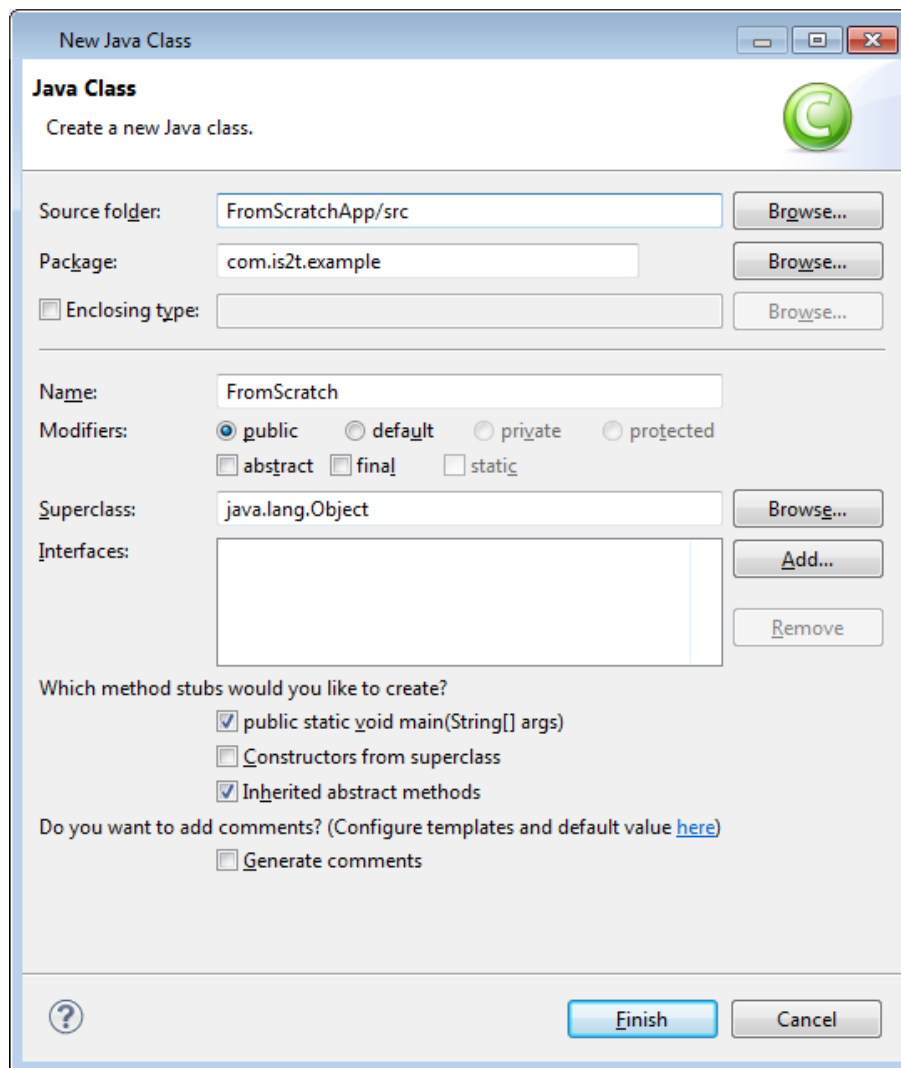 New Java Class
Java Class
Create a new Java class.
C
Source folder: FromScratchApp/src Browse...
Package: com.is2t.example Browse...
Enclosing type: Browse...
Name: FromScratch
Modifiers: public default private protected
abstract final static
Superclass: java.lang.Object Browse...
Interfaces: Add...
Remove
Which method stubs would you like to create?
public static void main(String[] args)
Constructors from superclass
Inherited abstract methods
Do you want to add comments? (Configure templates and default value here)
Generate comments
? Finish Cancel